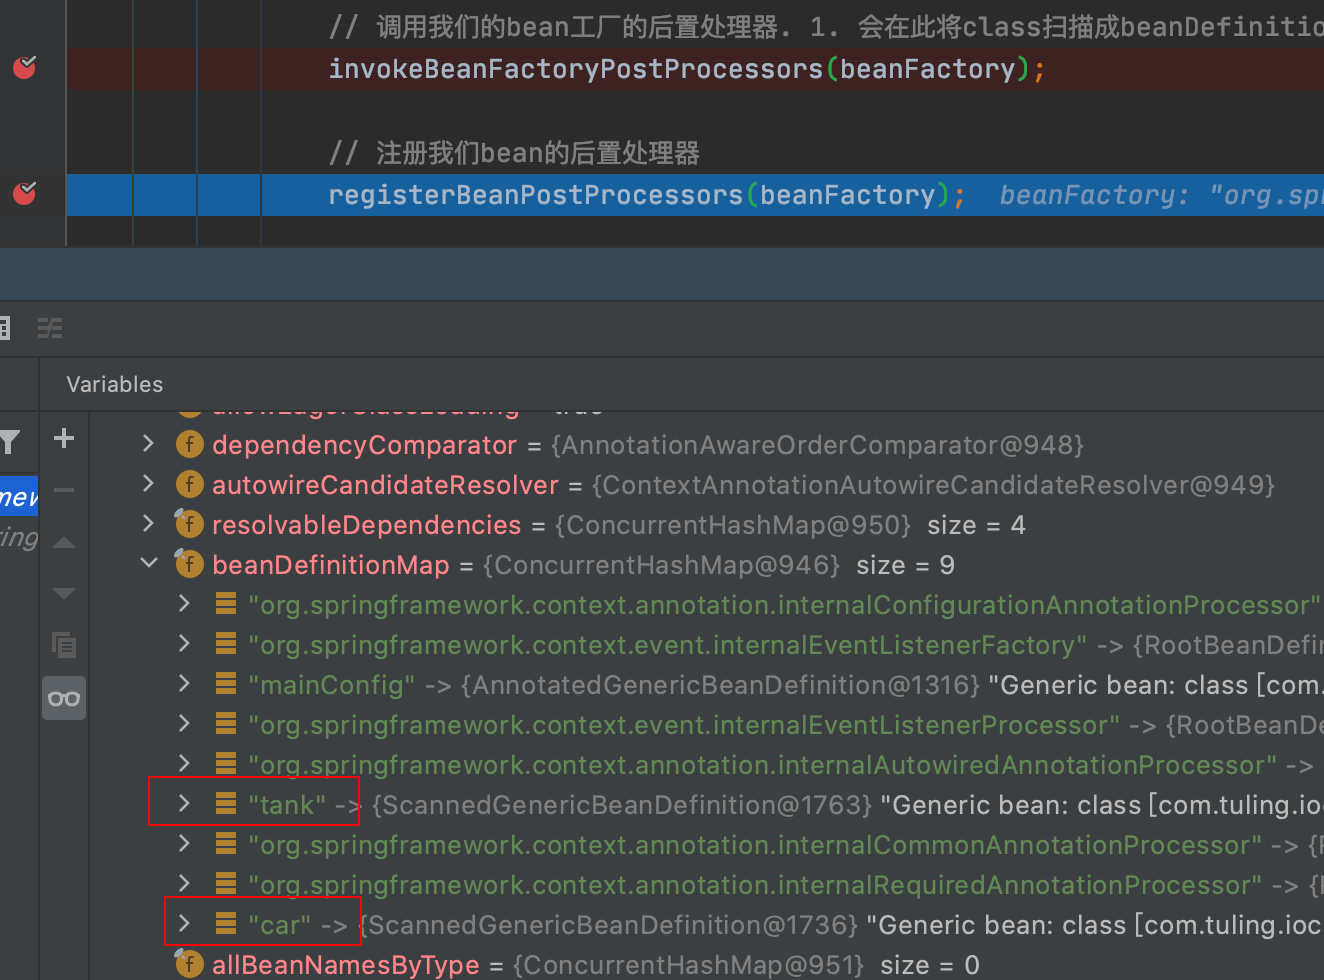 // 调用我们的bean工厂的后置处理器. 1. 会在此将class扫描成beanDefinitio
invokeBeanFactoryPostProcessors(beanFactory);
// 注册我们bean的后置处理器
registerBeanPostProcessors(beanFactory); beanFactory: "org.spr
Variables
allowEagerClassLoading = true
dependencyComparator = {AnnotationAwareOrderComparator@948}
autowireCandidateResolver = {ContextAnnotationAutowireCandidateResolver@949}
resolvableDependencies = {ConcurrentHashMap@950} size = 4
beanDefinitionMap = {ConcurrentHashMap@946} size = 9
"org.springframework.context.annotation.internalConfigurationAnnotationProcessor"
"org.springframework.context.event.internalEventListenerFactory" -> {RootBeanDefin
"mainConfig" -> {AnnotatedGenericBeanDefinition@1316} "Generic bean: class [com.
"org.springframework.context.event.internalEventListenerProcessor" -> {RootBeanDe
"org.springframework.context.annotation.internalAutowiredAnnotationProcessor" ->
"tank" -> {ScannedGenericBeanDefinition@1763} "Generic bean: class [com.tuling.ioc
"org.springframework.context.annotation.internalCommonAnnotationProcessor" -> {R
"org.springframework.context.annotation.internalRequiredAnnotationProcessor" -> {R
"car" -> {ScannedGenericBeanDefinition@1736} "Generic bean: class [com.tuling.ioc
allBeanNamesByType = {ConcurrentHashMap@951} size = 0